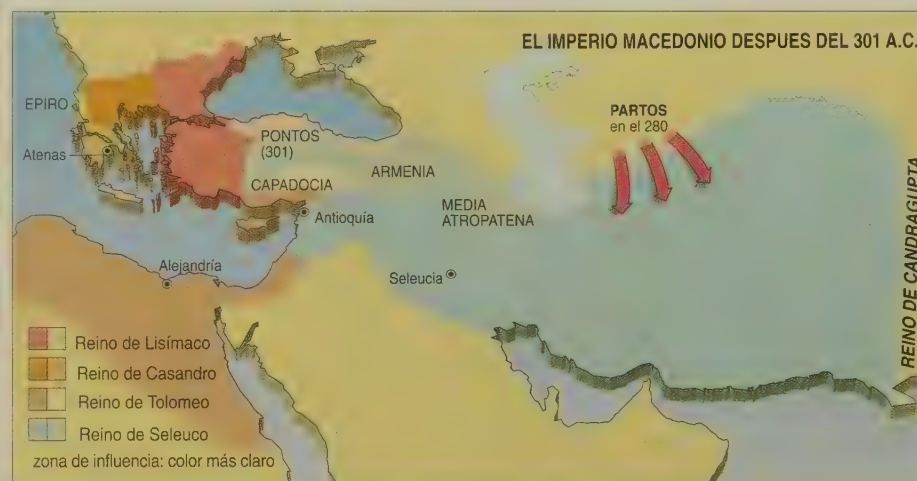 EL IMPERIO MACEDONIO DESPUES DEL 301 A.C.
EPIRO
Atenas
PONTOS
(301)
CAPADOCIA
ARMENIA
PARTOS
en el 280
MEDIA
ATROPATENA
Antioquía
Seleucia
Alejandría
REINO DE CANDRAGUPTA
Reino de Lisímaco
Reino de Casandro
Reino de Tolomeo
Reino de Seleuco
zona de influencia: color más claro